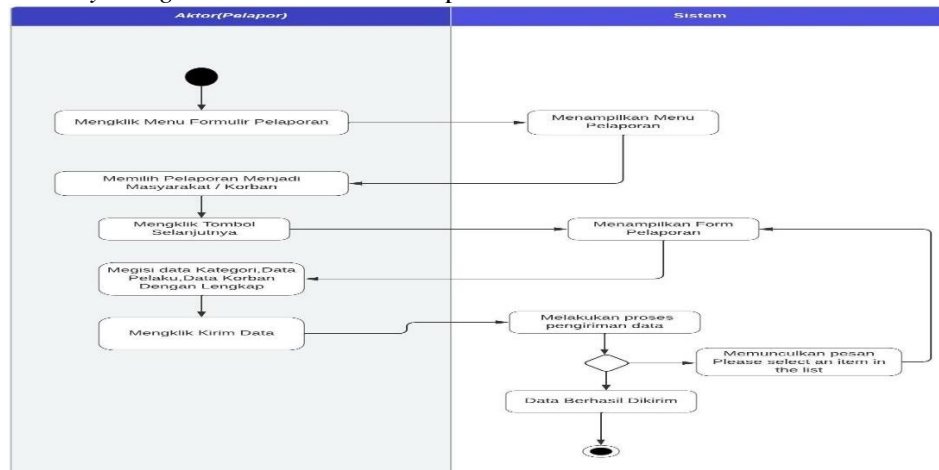 Aktor(Pelapor)
Sistem
Mengklik Menu Formulir Pelaporan
Menampilkan Menu
Pelaporan
Memilih Pelaporan Menjadi
Masyarakat / Korban
Mengklik Tombol
Selanjutnya
Menampilkan Form
Pelaporan
Megisi data Kategori,Data
Pelaku,Data Korban
Dengan Lengkap
Mengklik Kirim Data
Melakukan proses
pengiriman data
Memunculkan pesan
Please select an item in
the list
Data Berhasil Dikirim